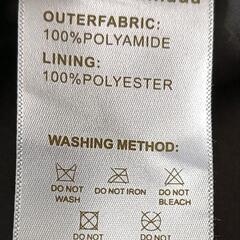 OUTERFABRIC:
100%POLYAMIDE
LINING:
100%POLYESTER
WASHING METHOD:
DO NOT WASH
DO NOT IRON
DO NOT BLEACH
DO NOT
DO NOT